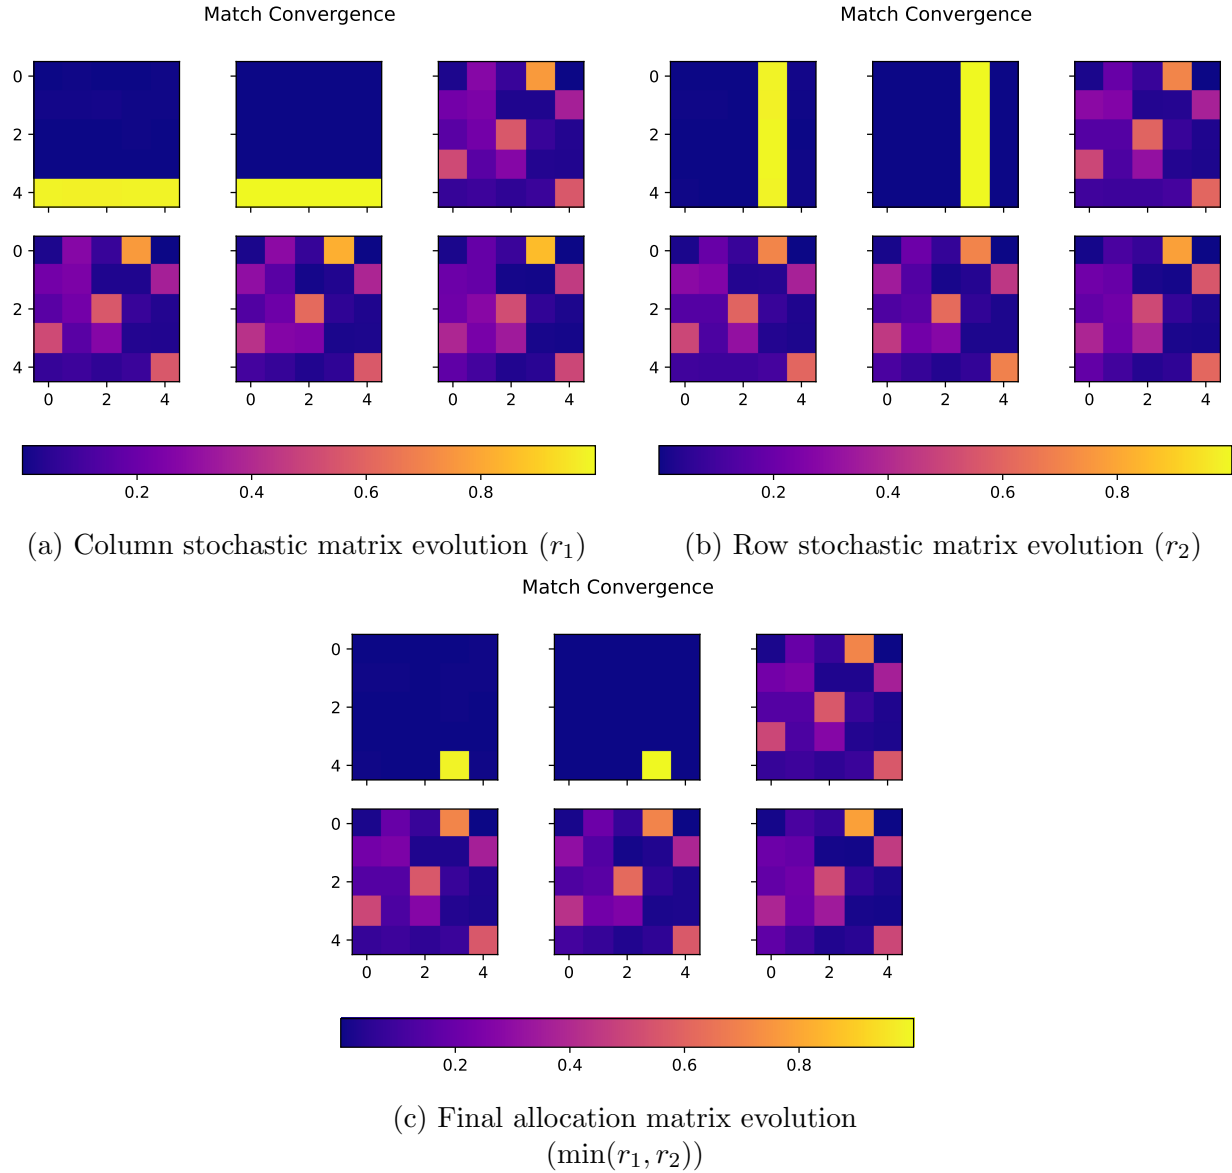 Match Convergence
Match Convergence
0
2
4
0
2
4
0 2 4
0 2 4
0 2 4
0.2 0.4 0.6 0.8
0
2
4
0
2
4
0 2 4
0 2 4
0 2 4
0.2 0.4 0.6 0.8
(a) Column stochastic matrix evolution (r₁)
(b) Row stochastic matrix evolution (r₂)
Match Convergence
0
2
4
0
2
4
0 2 4
0 2 4
0 2 4
0.2 0.4 0.6 0.8
(c) Final allocation matrix evolution
(min(r₁, r₂))